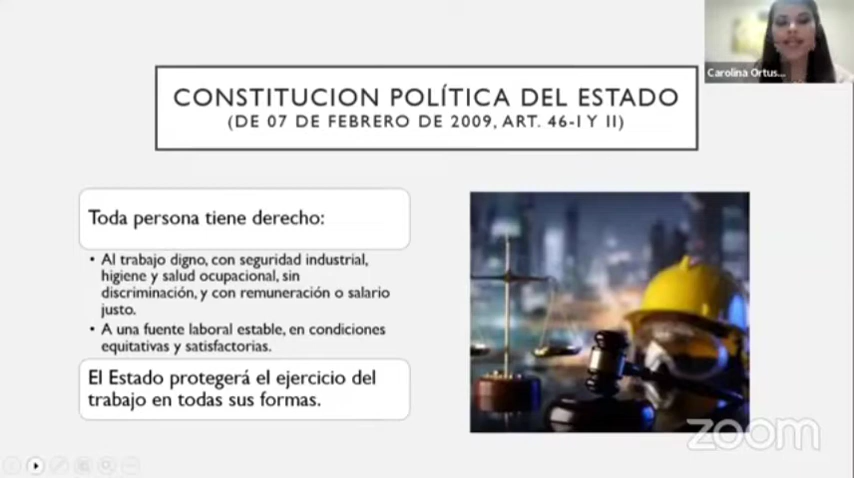 Carolina Ortus...
CONSTITUCION POLÍTICA DEL ESTADO
(DE 07 DE FEBRERO DE 2009, ART. 46-I Y II)
Toda persona tiene derecho:
• Al trabajo digno, con seguridad industrial,
higiene y salud ocupacional, sin
discriminación, y con remuneración o salario
justo.
• A una fuente laboral estable, en condiciones
equitativas y satisfactorias.
El Estado protegerá el ejercicio del
trabajo en todas sus formas.
zoom